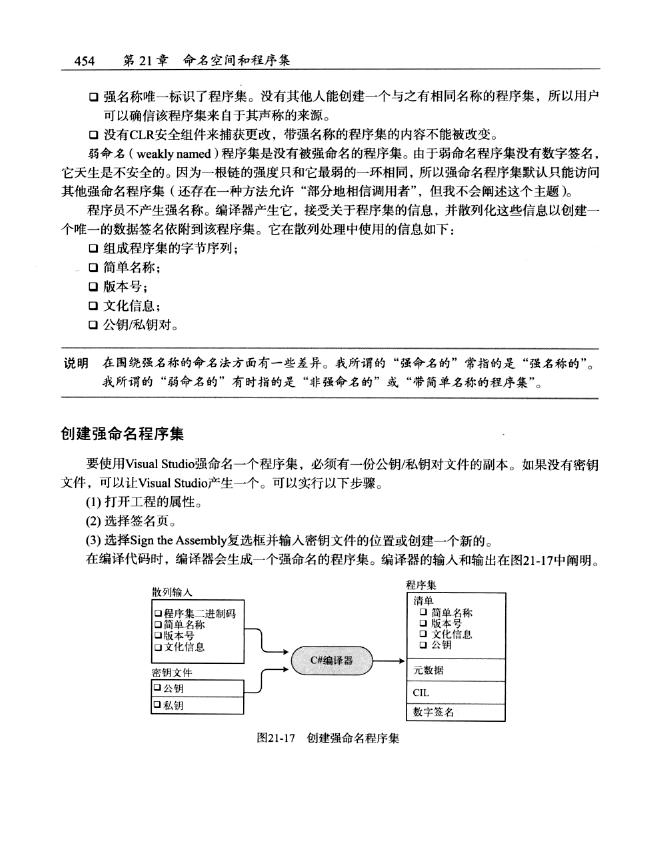 454 第21章 命名空间和程序集
❑ 强名称唯一标识了程序集。没有其他人能创建一个与之有相同名称的程序集，所以用户
可以确信该程序集来自于其声称的来源。
❑ 没有CLR安全组件来捕获更改，带强名称的程序集的内容不能被改变。
弱命名（weakly named）程序集是没有被强命名的程序集。由于弱命名程序集没有数字签名，
它天生是不安全的。因为一根链的强度只和它最弱的一环相同，所以强命名程序集默认只能访问
其他强命名程序集（还存在一种方法允许“部分地相信调用者”，但我不会阐述这个主题）。
程序员不产生强名称。编译器产生它，接受关于程序集的信息，并散列化这些信息以创建一
个唯一的数据签名依附到该程序集。它在散列处理中使用的信息如下：
❑ 组成程序集的字节序列；
❑ 简单名称；
❑ 版本号；
❑ 文化信息；
❑ 公钥/私钥对。
说明 在围绕强名称的命名法方面有一些差异。我所谓的“强命名的”常指的是“强名称的”。
我所谓的“弱命名的”有时指的是“非强命名的”或“带简单名称的程序集”。
创建强命名程序集
要使用Visual Studio强命名一个程序集，必须有一份公钥/私钥对文件的副本。如果没有密钥
文件，可以让Visual Studio产生一个。可以实行以下步骤。
(1) 打开工程的属性。
(2) 选择签名页。
(3) 选择Sign the Assembly复选框并输入密钥文件的位置或创建一个新的。
在编译代码时，编译器会生成一个强命名的程序集。编译器的输入和输出在图21-17中阐明。
散列输入
❑程序集二进制码
❑简单名称
❑版本号
❑文化信息
密钥文件
❑公钥
❑私钥
C#编译器
程序集
清单
❑ 简单名称
❑ 版本号
❑ 文化信息
❑ 公钥
元数据
CIL
数字签名
图21-17 创建强命名程序集